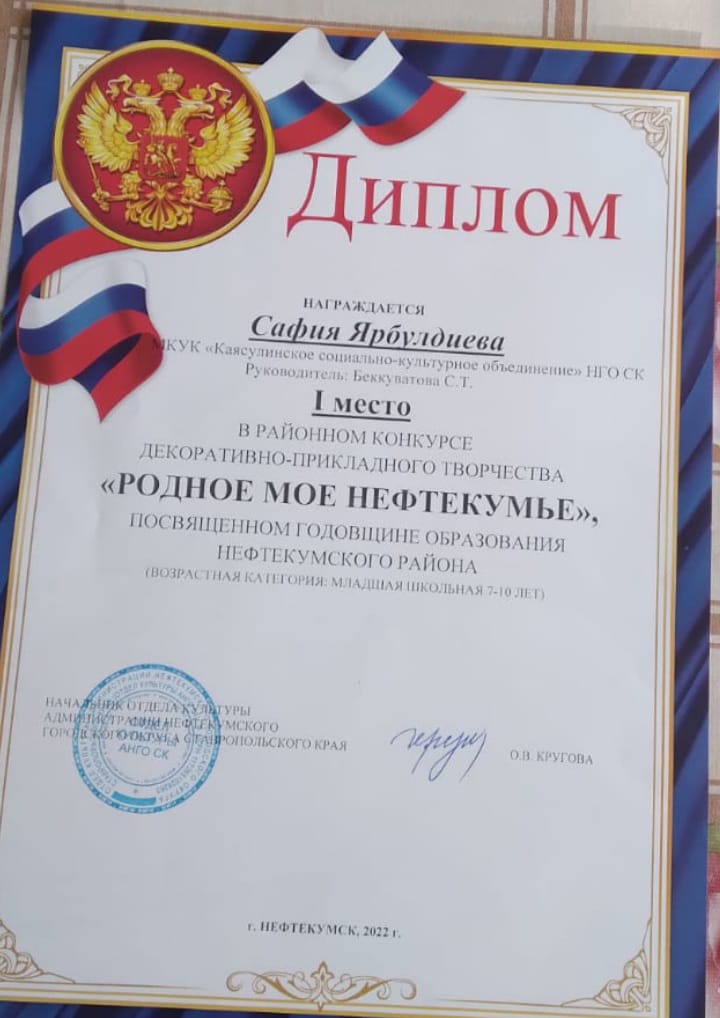 Диплом
НАГРАЖДАЕТСЯ
Сафия Ярбулдиева
МКУК «Каясулинское социально-культурное объединение» НГО СК
Руководитель: Беккуватова С.Т.
I место
В РАЙОННОМ КОНКУРСЕ
ДЕКОРАТИВНО-ПРИКЛАДНОГО ТВОРЧЕСТВА
«РОДНОЕ МОЕ НЕФТЕКУМЬЕ»,
ПОСВЯЩЕННОМ ГОДОВЩИНЕ ОБРАЗОВАНИЯ
НЕФТЕКУМСКОГО РАЙОНА
(ВОЗРАСТНАЯ КАТЕГОРИЯ: МЛАДШАЯ ШКОЛЬНАЯ 7-10 ЛЕТ)
НАЧАЛЬНИК ОТДЕЛА КУЛЬТУРЫ
АДМИНИСТРАЦИИ НЕФТЕКУМСКОГО
ГОРОДСКОГО ОКРУГА СТАВРОПОЛЬСКОГО КРАЯ
О.В. КРУГОВА
ОТДЕЛ
КУЛЬТУРЫ
АНГО СК
г. НЕФТЕКУМСК, 2022 г.